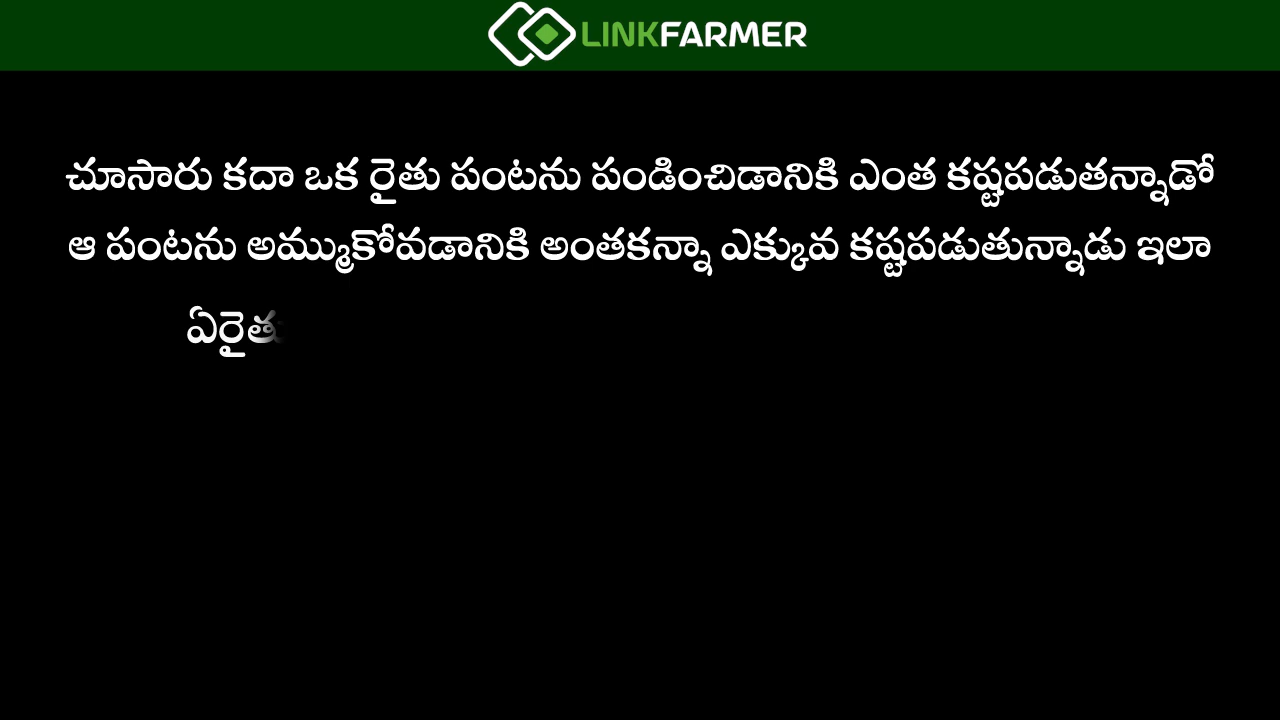 LINKFARMER
చూసారు కదా ఒక రైతు పంటను పండించిడానికి ఎంత కష్టపడుతన్నాడో
ఆ పంటను అమ్ముకోవడానికి అంతకన్నా ఎక్కువ కష్టపడుతున్నాడు ఇలా
ఏరైతు